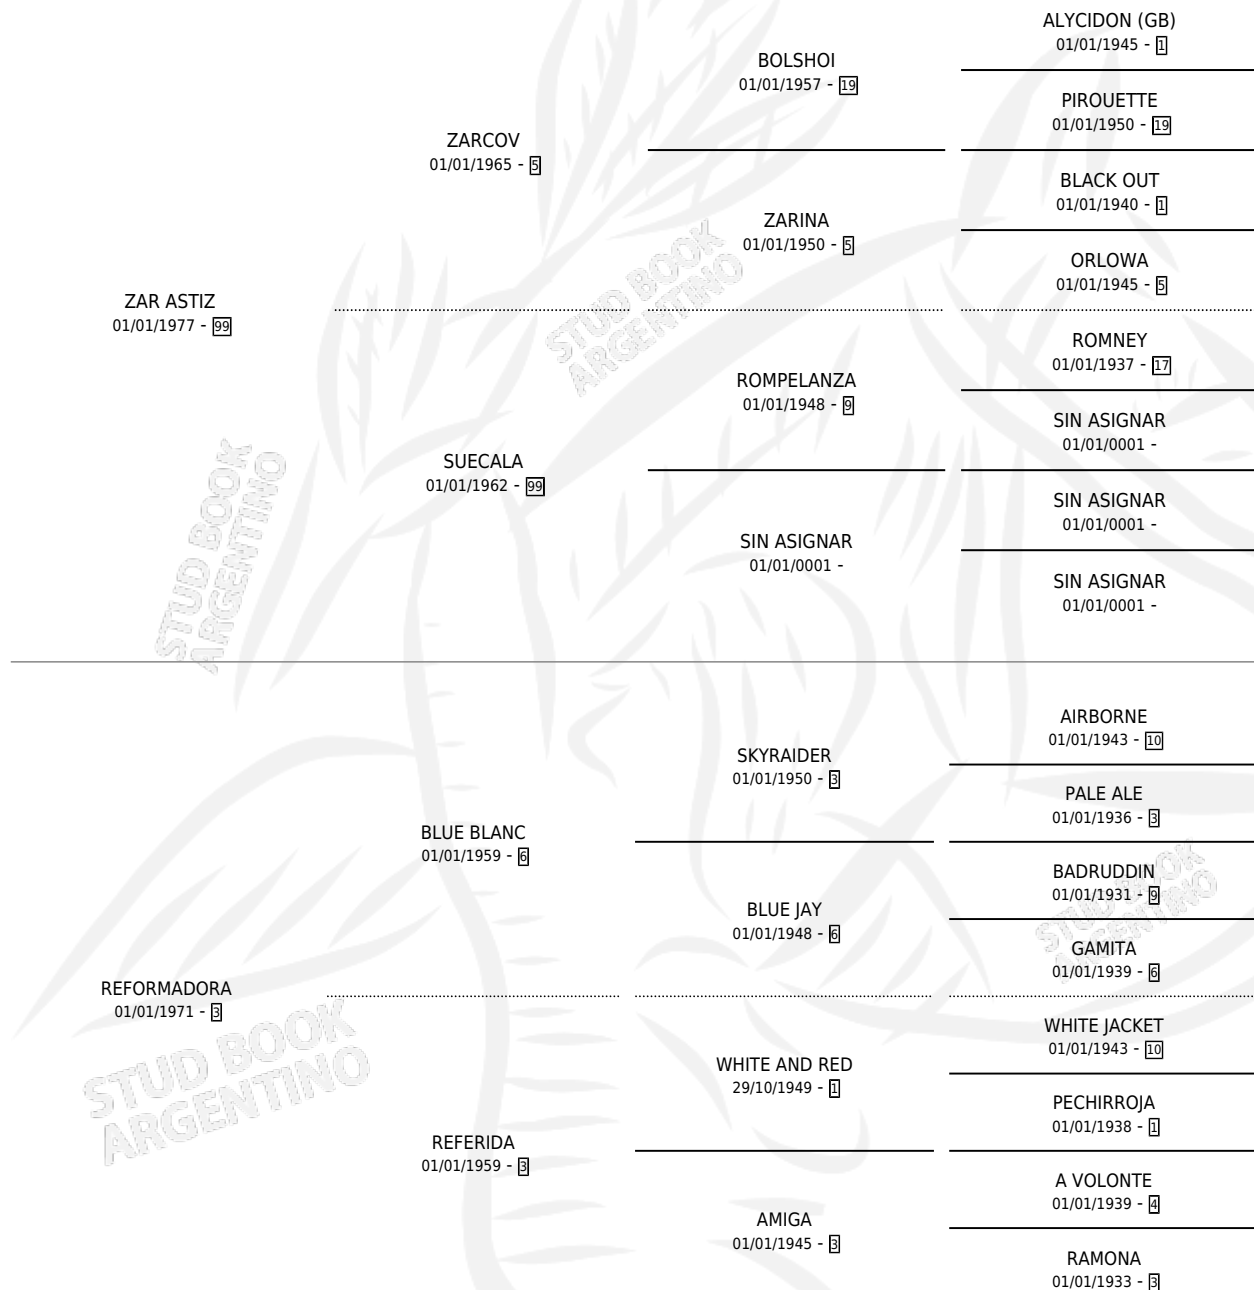 ALYCIDON (GB)
01/01/1945 - 1
BOLSHOI
01/01/1957 - 19
PIROUETTE
01/01/1950 - 19
ZARCOV
01/01/1965 - 5
BLACK OUT
01/01/1940 - 1
ZARINA
01/01/1950 - 5
ORLOWA
01/01/1945 - 5
ZAR ASTIZ
01/01/1977 - 99
STUD BOOK
ARGENTINO
ROMNEY
01/01/1937 - 17
ROMPELANZA
01/01/1948 - 9
SIN ASIGNAR
01/01/0001 -
SUECALA
01/01/1962 - 99
SIN ASIGNAR
01/01/0001 -
SIN ASIGNAR
01/01/0001 -
SIN ASIGNAR
01/01/0001 -
STUD BOOK
ARGENTINO
AIRBORNE
01/01/1943 - 10
SKYRAIDER
01/01/1950 - 3
PALE ALE
01/01/1936 - 3
BLUE BLANC
01/01/1959 - 6
BADRUDDIN
01/01/1931 - 9
BLUE JAY
01/01/1948 - 6
STUD BOOK
ARGENTINO
GAMITA
01/01/1939 - 6
REFORMADORA
01/01/1971 - 3
STUD BOOK
ARGENTINO
WHITE JACKET
01/01/1943 - 10
WHITE AND RED
29/10/1949 - 1
PECHIRROJA
01/01/1938 - 1
REFERIDA
01/01/1959 - 3
A VOLONTE
01/01/1939 - 4
AMIGA
01/01/1945 - 3
RAMONA
01/01/1933 - 3